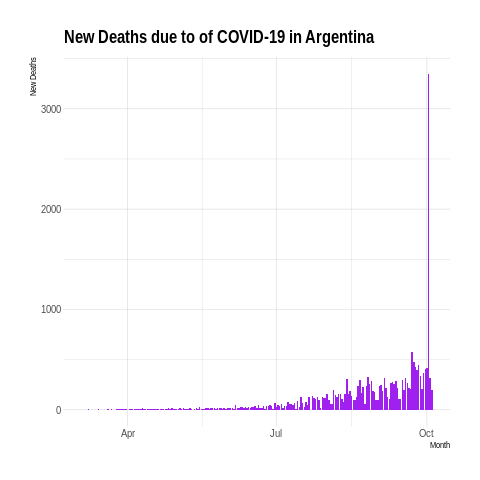 New Deaths due to of COVID-19 in Argentina
New Deaths
3000
2000
1000
0
Apr
Jul
Oct
Month